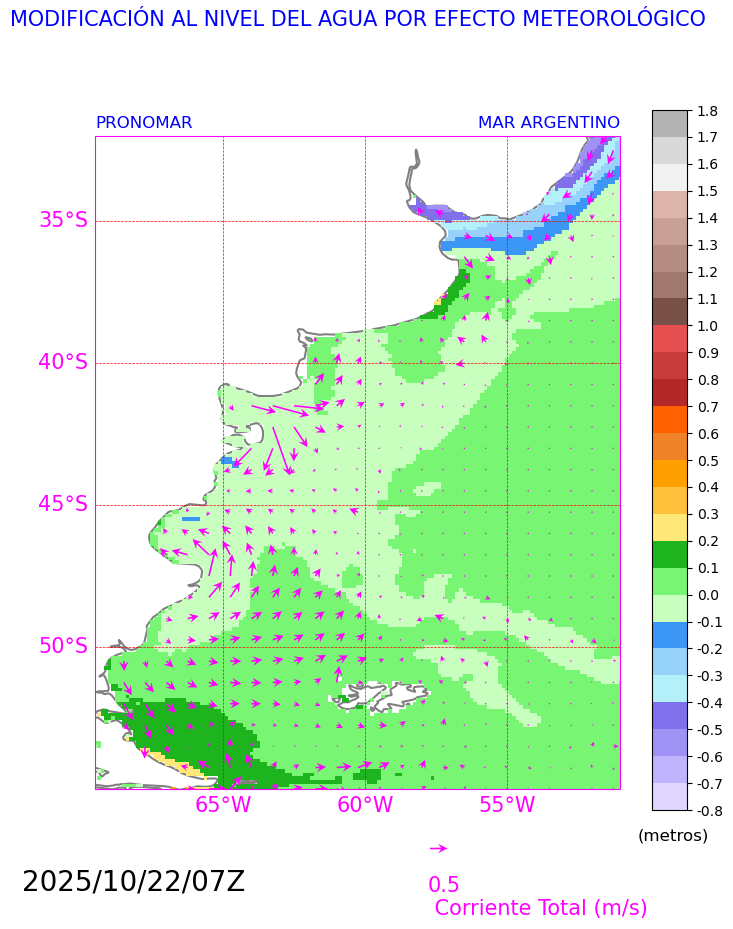 MODIFICACIÓN AL NIVEL DEL AGUA POR EFECTO METEOROLÓGICO
PRONOMAR
MAR ARGENTINO
35°S
40°S
45°S
50°S
65°W
60°W
55°W
1.8
1.7
1.6
1.5
1.4
1.3
1.2
1.1
1.0
0.9
0.8
0.7
0.6
0.5
0.4
0.3
0.2
0.1
0.0
-0.1
-0.2
-0.3
-0.4
-0.5
-0.6
-0.7
-0.8
(metros)
2025/10/22/07Z
0.5
Corriente Total (m/s)